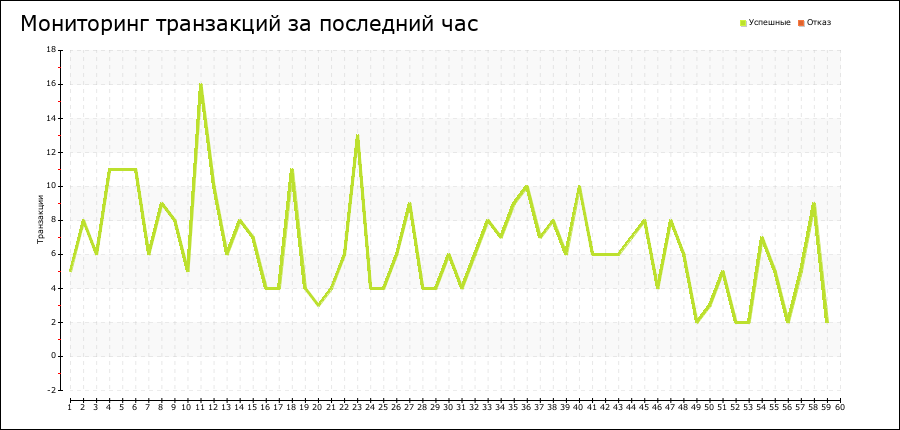 Мониторинг транзакций за последний час
Успешные Отказ
Транзакции
18
16
14
12
10
8
6
4
2
0
-2
1 2 3 4 5 6 7 8 9 10 11 12 13 14 15 16 17 18 19 20 21 22 23 24 25 26 27 28 29 30 31 32 33 34 35 36 37 38 39 40 41 42 43 44 45 46 47 48 49 50 51 52 53 54 55 56 57 58 59 60